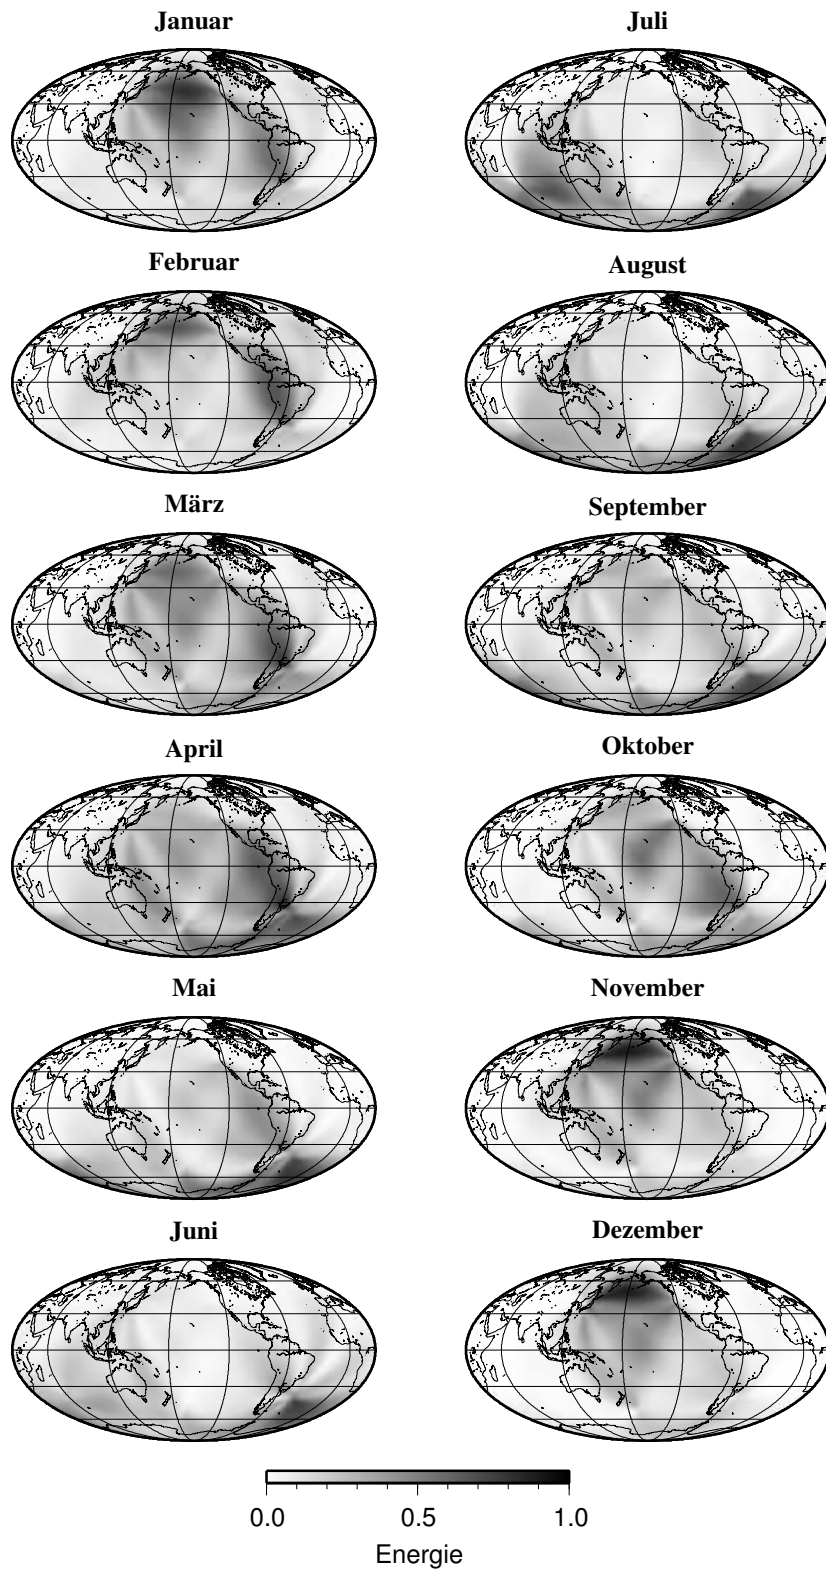 Januar
Juli
Februar
August
März
September
April
Oktober
Mai
November
Juni
Dezember
0.0 0.5 1.0
Energie